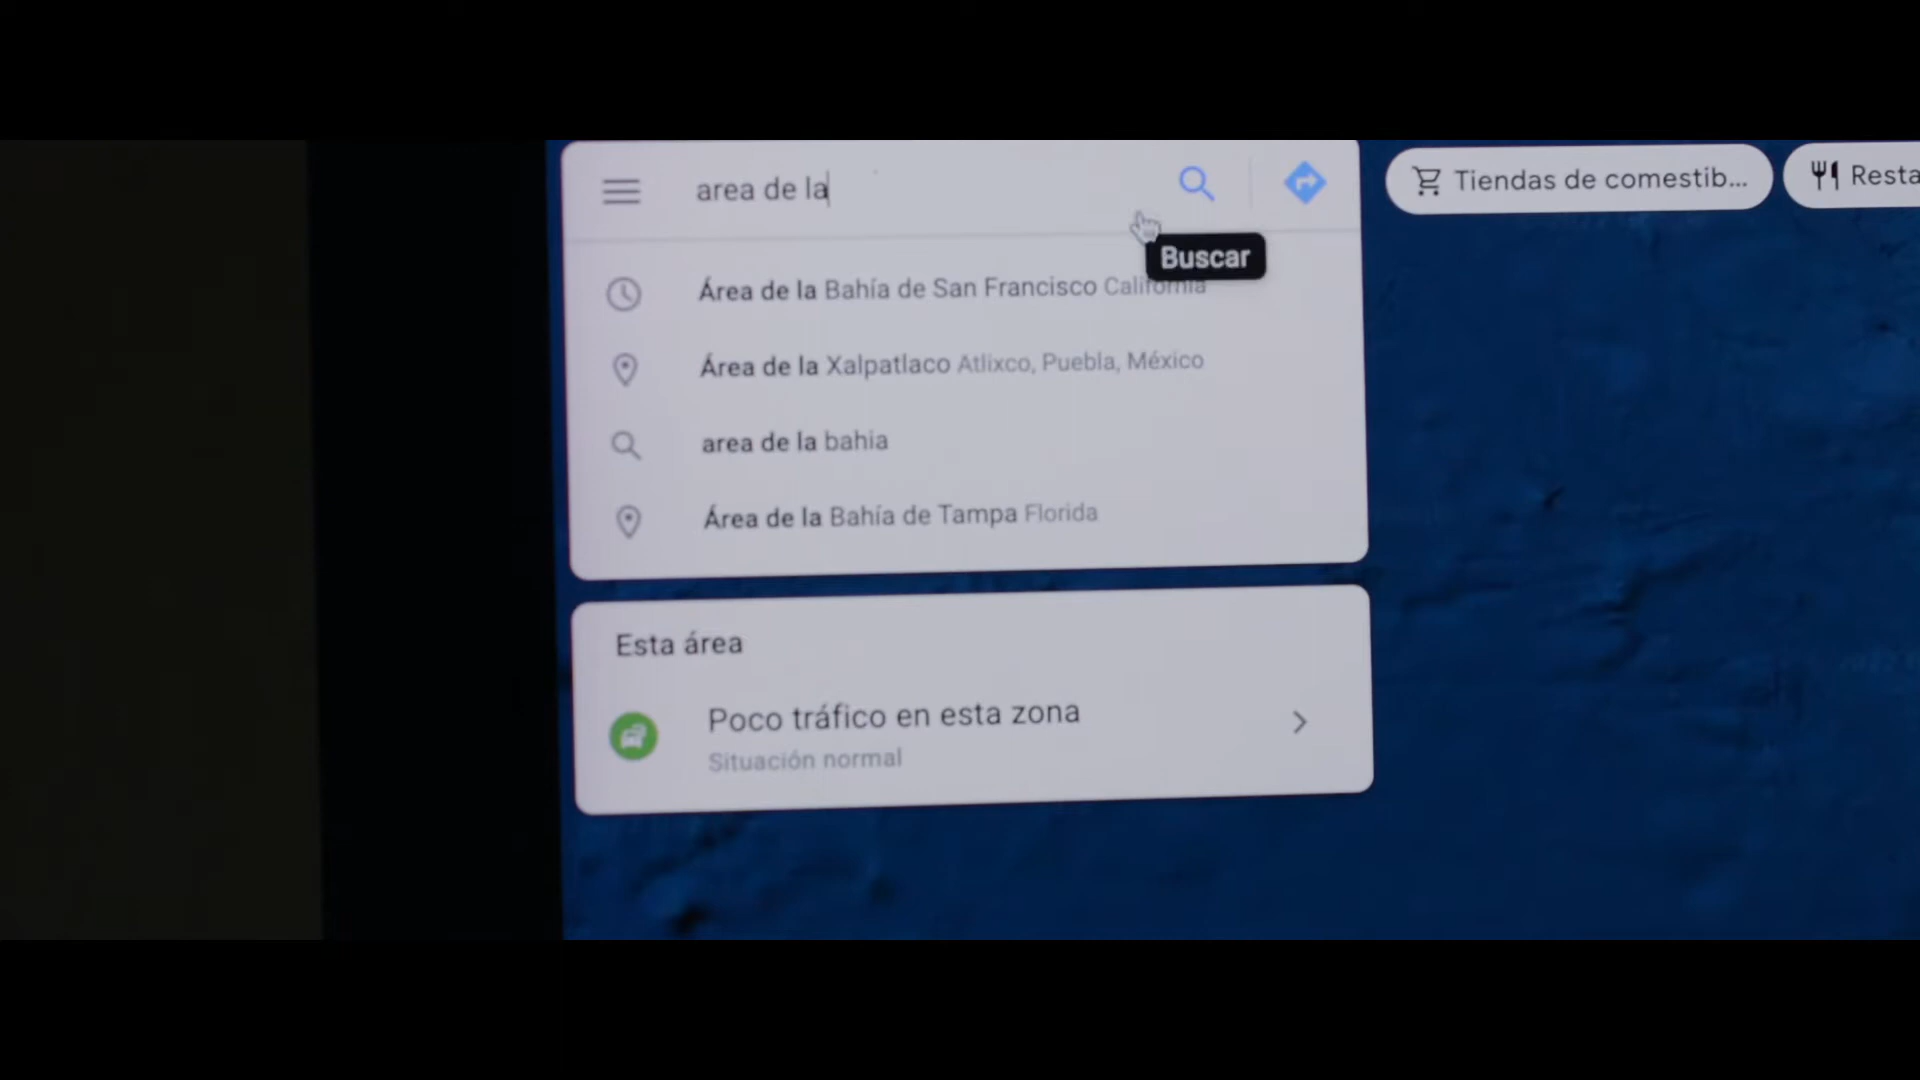 area de la
Tiendas de comestib...
Resta
Buscar
Área de la Bahía de San Francisco California
Área de la Xalpatlaco Atlixco, Puebla, México
area de la bahia
Área de la Bahía de Tampa Florida
Esta área
Poco tráfico en esta zona
Situación normal